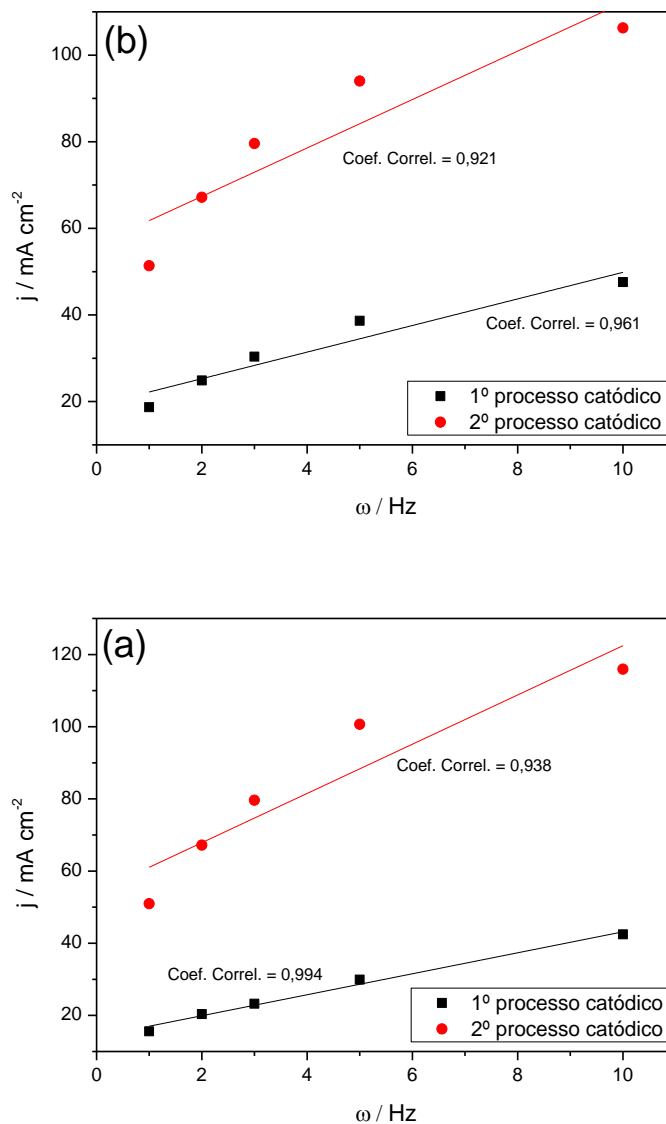 (b)
100
80
60
40
20
j / mA cm-2
Coef. Correl. = 0,921
Coef. Correl. = 0,961
1º processo catódico
2º processo catódico
0 2 4 6 8 10
ω / Hz
(a)
120
100
80
60
40
20
j / mA cm-2
Coef. Correl. = 0,938
Coef. Correl. = 0,994
1º processo catódico
2º processo catódico
0 2 4 6 8 10
ω / Hz